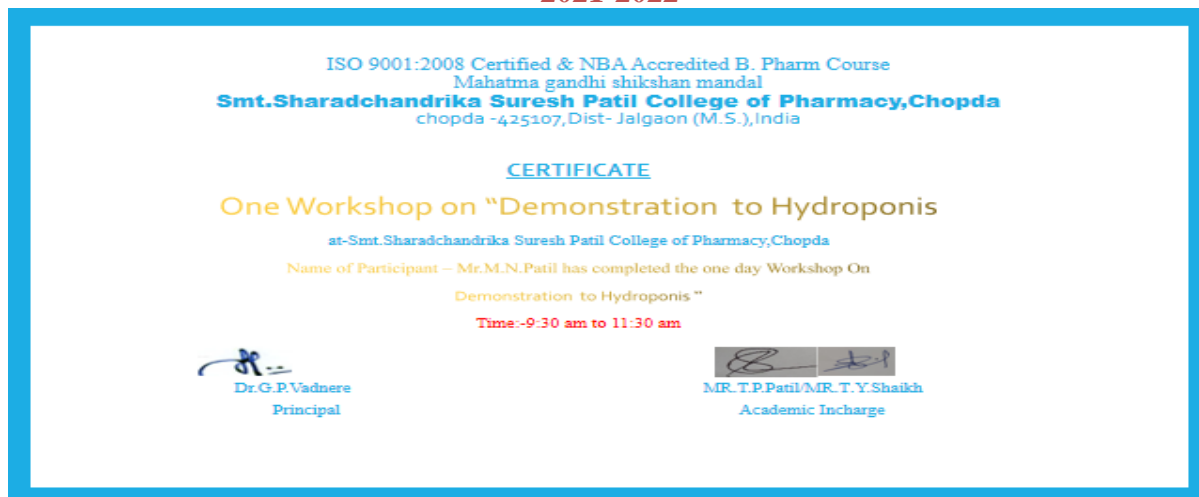 2021-2022
ISO 9001:2008 Certified & NBA Accredited B. Pharm Course
Mahatma gandhi shikshan mandal
Smt.Sharadchandrika Suresh Patil College of Pharmacy,Chopda
chopda -425107,Dist- Jalgaon (M.S.),India
CERTIFICATE
One Workshop on “Demonstration to Hydroponis
at-Smt.Sharadchandrika Suresh Patil College of Pharmacy,Chopda
Name of Participant – Mr.M.N.Patil has completed the one day Workshop On
Demonstration to Hydroponis ”
Time:-9:30 am to 11:30 am
Dr.G.P.Vadnere
Principal
MR.T.P.Patil/MR.T.Y.Shaikh
Academic Incharge